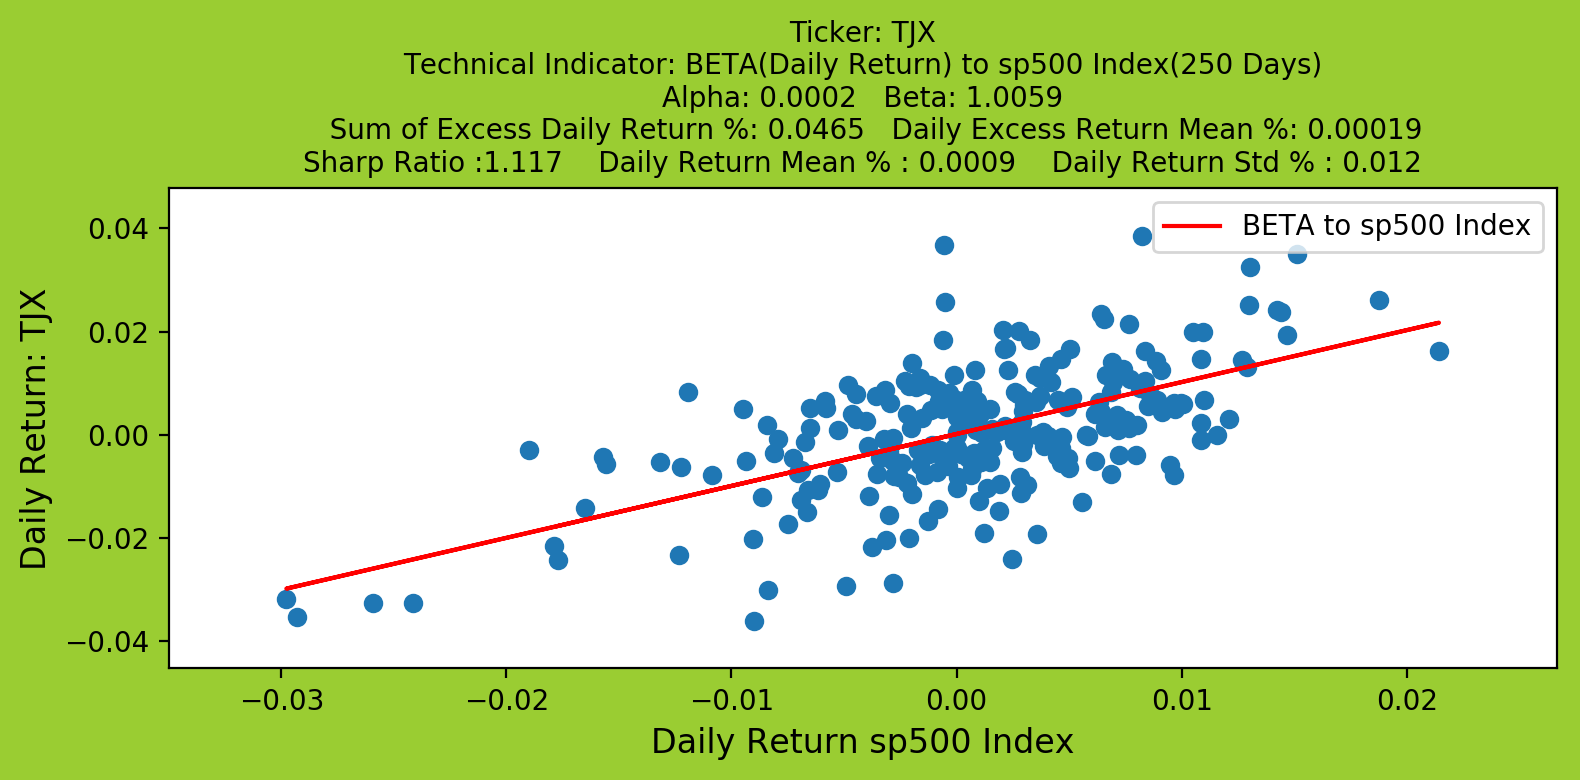 Ticker: TJX
Technical Indicator: BETA(Daily Return) to sp500 Index(250 Days)
Alpha: 0.0002 Beta: 1.0059
Sum of Excess Daily Return %: 0.0465 Daily Excess Return Mean %: 0.00019
Sharp Ratio :1.117 Daily Return Mean % : 0.0009 Daily Return Std % : 0.012
BETA to sp500 Index
Daily Return: TJX
0.04
0.02
0.00
−0.02
−0.04
−0.03 −0.02 −0.01 0.00 0.01 0.02
Daily Return sp500 Index